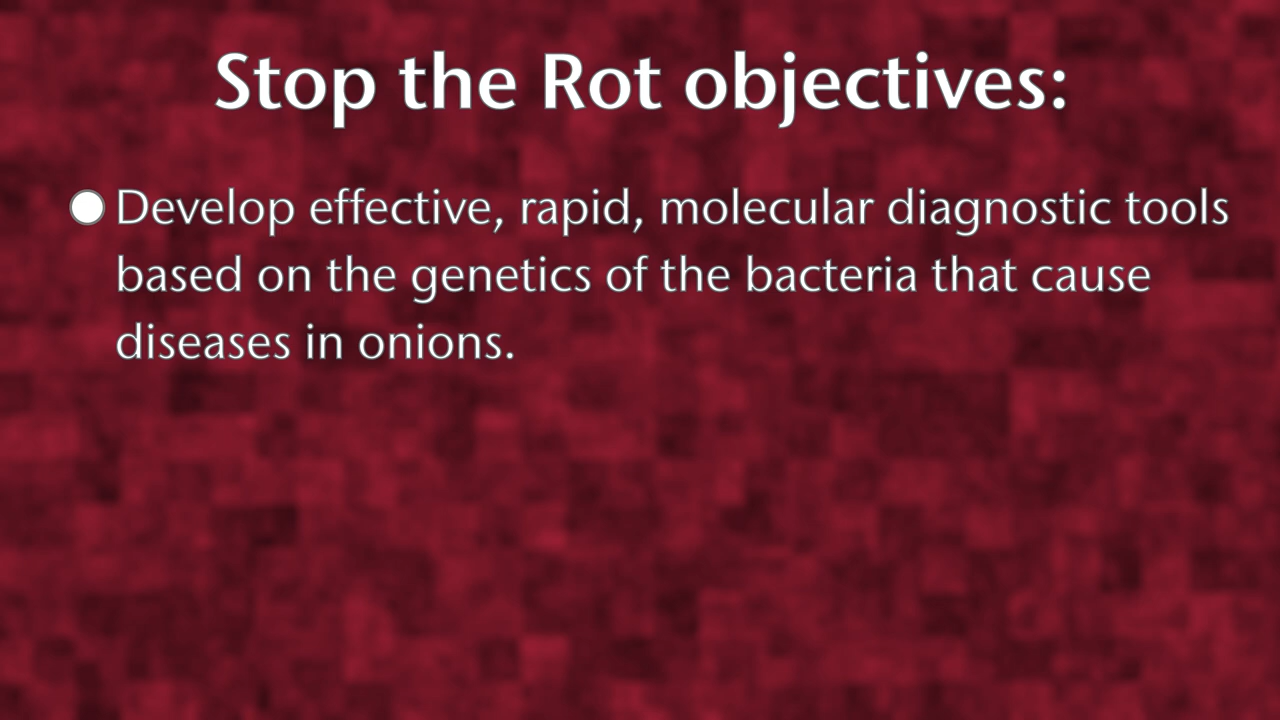 Stop the Rot objectives:
Develop effective, rapid, molecular diagnostic tools
based on the genetics of the bacteria that cause
diseases in onions.